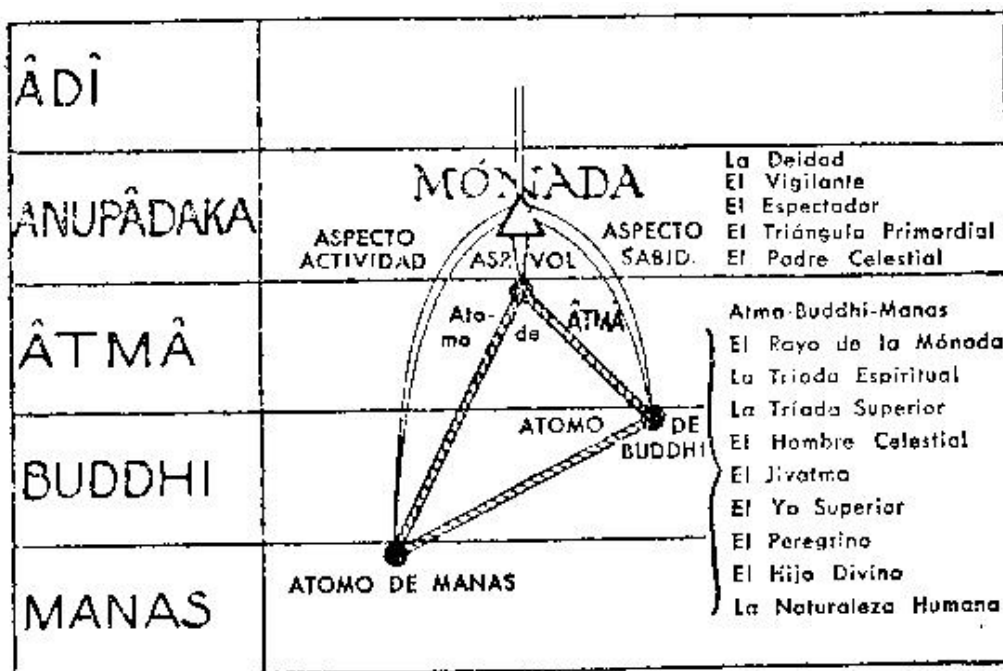 ÂDÎ
ANUPÂDAKA
ÂTMÂ
BUDDHI
MANAS
MÓNADA
ASPECTO
ACTIVIDAD
ASP. VOL
ASPECTO
SABID.
Ato-
mo
de
ÂTMÂ
ATOMO DE
BUDDHI
ATOMO DE MANAS
La Deidad
El Vigilante
El Espectador
El Triángula Primordial
El Padre Celestial
Atma-Buddhi-Manas
El Rayo de la Mónada
La Tríada Espiritual
La Tríada Superior
El Hombre Celestial
El Jivatma
El Yo Superior
El Peregrino
El Hijo Divino
La Naturaleza Humana